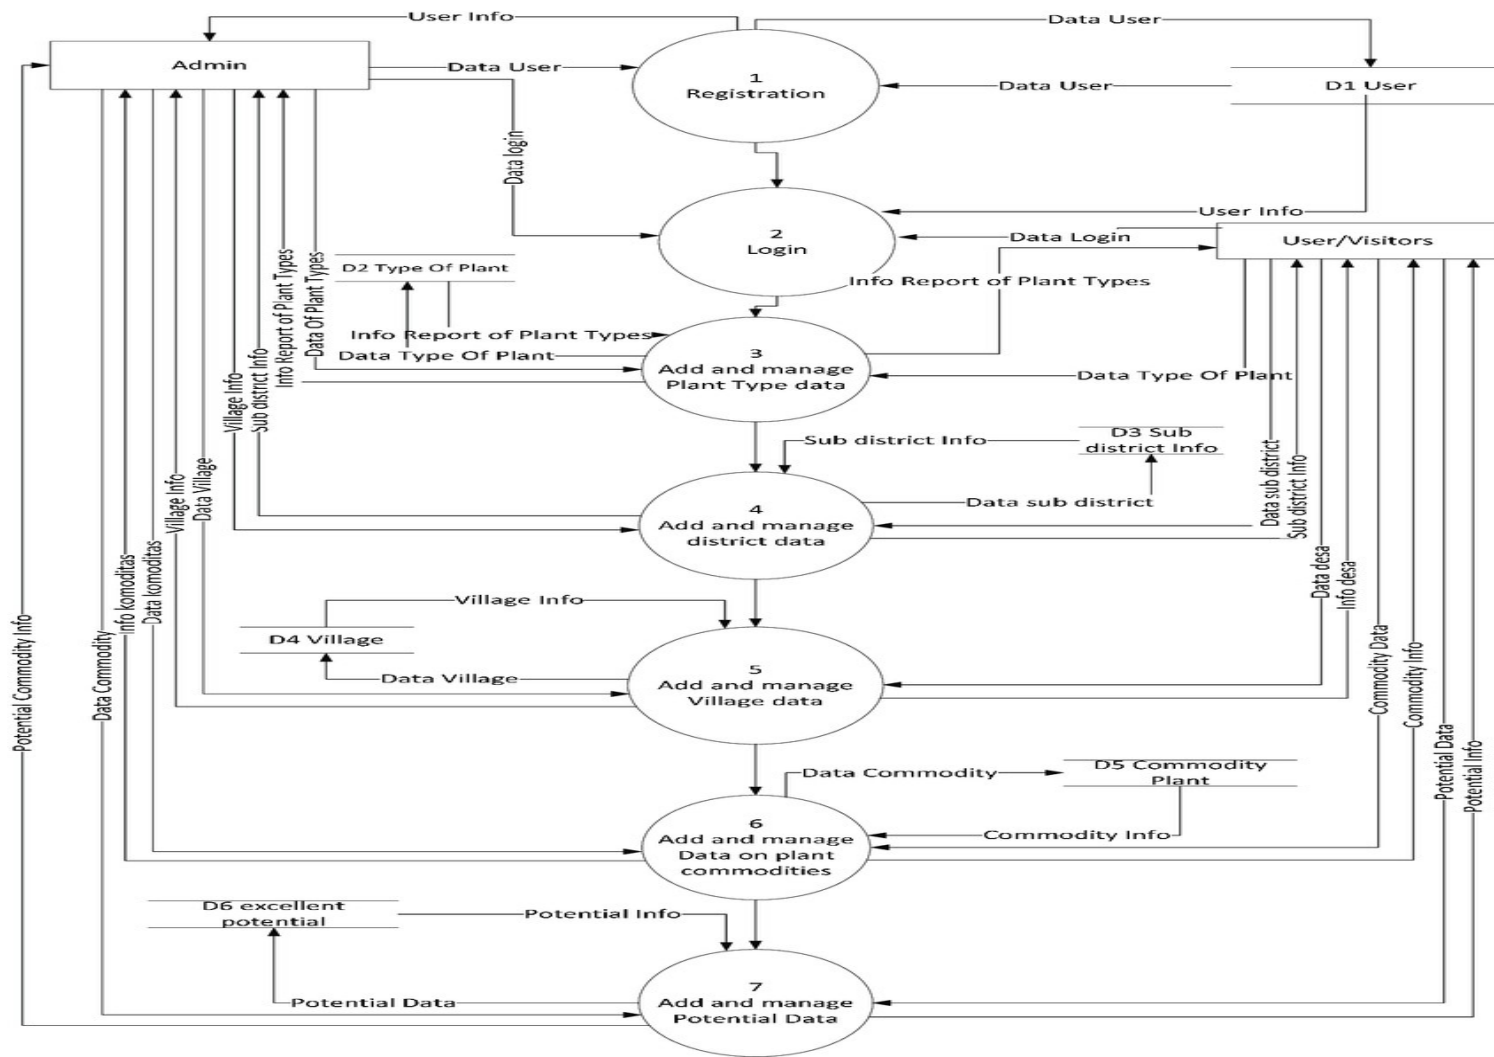 User Info
Data User
Admin
Data User
1
Registration
Data User
D1 User
Data login
User Info
2
Login
Data Login
User/Visitors
D2 Type Of Plant
Info Report of Plant Types
Info Report of Plant Types
Data Type Of Plant
3
Add and manage
Plant Type data
Data Type Of Plant
Village Info
Sub district Info
Info Report of Plant Types
Data Of Plant Types
Sub district Info
D3 Sub
district Info
4
Add and manage
district data
Data sub district
Data sub district
Sub district Info
Village Info
Data Village
Info komoditas
Data komoditas
Village Info
D4 Village
Data Village
5
Add and manage
Village data
Data desa
Info desa
Potential Commodity Info
Data Commodity
Commodity Data
Commodity Info
Potential Data
Potential Info
Data Commodity
D5 Commodity
Plant
6
Add and manage
Data on plant
commodities
Commodity Info
D6 excellent
potential
Potential Info
Potential Data
7
Add and manage
Potential Data